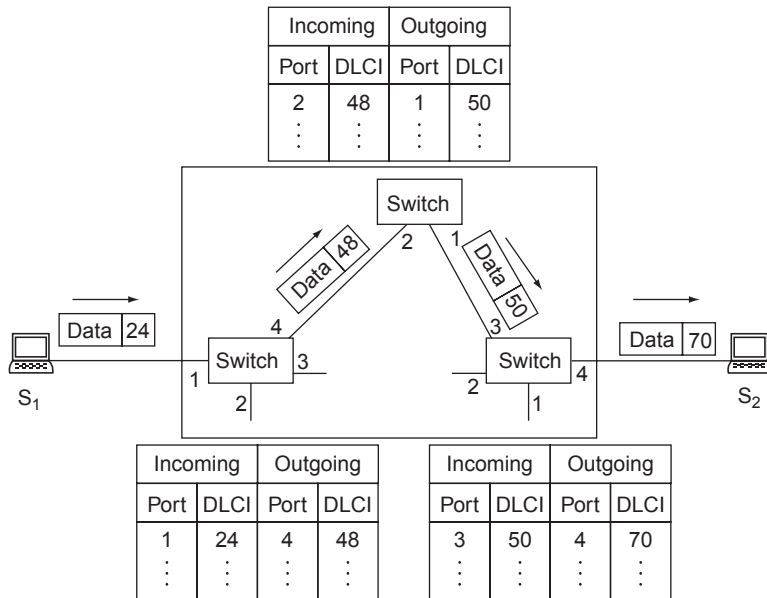 Incoming Outgoing
Port DLCI Port DLCI
2 48 1 50
Switch
2 1
Data 48
Data 50
Data 24
Data 70
4
3
Switch
3
1
2
Switch
2
4
1
S1
S2
Incoming Outgoing
Port DLCI Port DLCI
1 24 4 48
Incoming Outgoing
Port DLCI Port DLCI
3 50 4 70